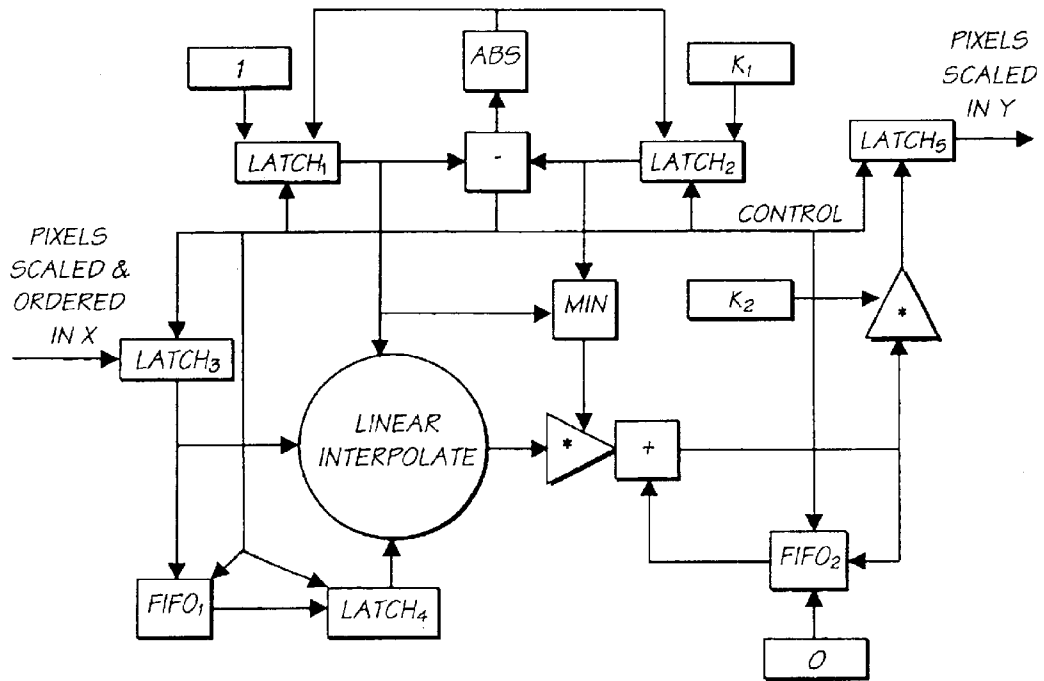 1
ABS
K₁
PIXELS
SCALED
IN Y
LATCH₁
-
LATCH₂
LATCH₅
CONTROL
PIXELS
SCALED &
ORDERED
IN X
MIN
K₂
*
LATCH₃
LINEAR
INTERPOLATE
*
+
FIFO₁
LATCH₄
FIFO₂
0